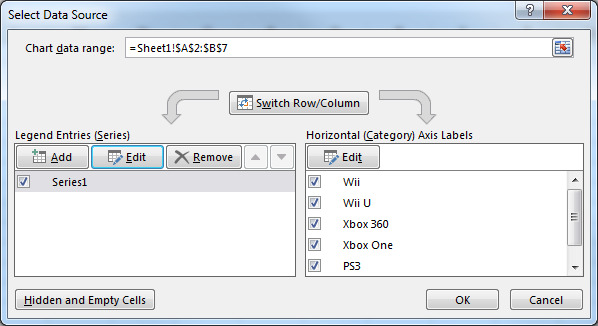 Select Data Source
?
Chart data range:
=Sheet1!$A$2:$B$7
Switch Row/Column
Legend Entries (Series)
Add
Edit
Remove
Series1
Horizontal (Category) Axis Labels
Edit
Wii
Wii U
Xbox 360
Xbox One
PS3
Hidden and Empty Cells
OK
Cancel